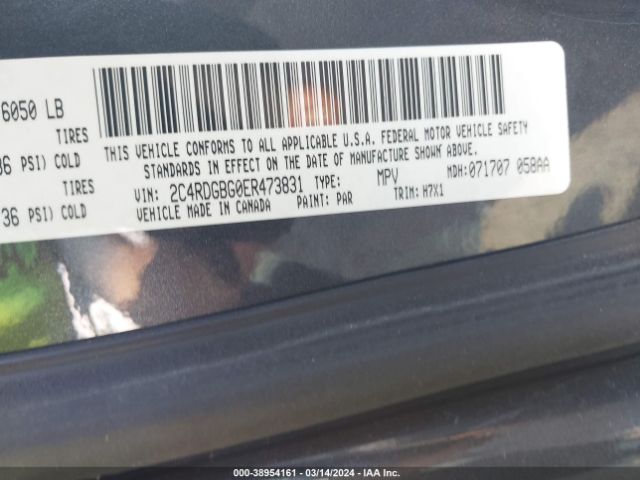 6050 LB
TIRES
36 PSI) COLD
TIRES
36 PSI) COLD
THIS VEHICLE CONFORMS TO ALL APPLICABLE U.S.A. FEDERAL MOTOR VEHICLE SAFETY
STANDARDS IN EFFECT ON THE DATE OF MANUFACTURE SHOWN ABOVE.
VIN: 2C4RDGBG0ER473831 TYPE: MPV MDH: 071707 058AA
VEHICLE MADE IN CANADA PAINT: PAR TRIM: H7X1
000-38954161 - 03/14/2024 - IAA Inc.